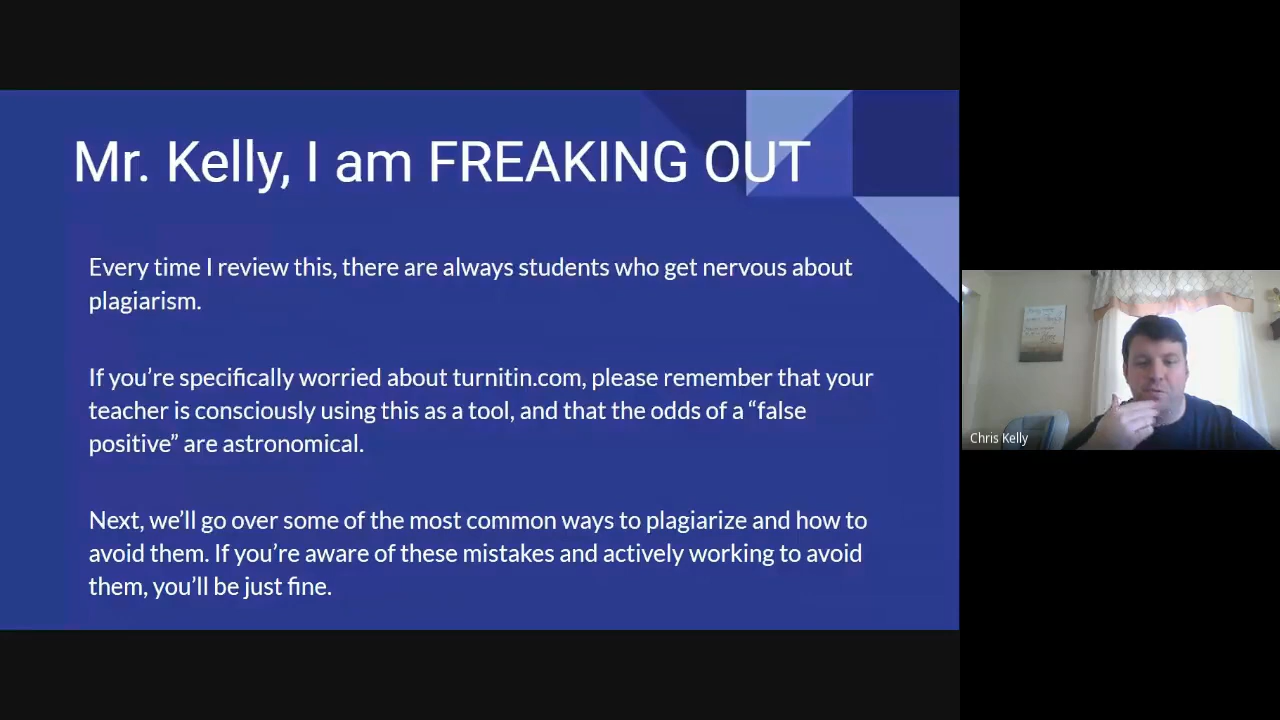 Mr. Kelly, I am FREAKING OUT
Every time I review this, there are always students who get nervous about
plagiarism.
If you’re specifically worried about turnitin.com, please remember that your
teacher is consciously using this as a tool, and that the odds of a “false
positive” are astronomical.
Next, we’ll go over some of the most common ways to plagiarize and how to
avoid them. If you’re aware of these mistakes and actively working to avoid
them, you’ll be just fine.
Chris Kelly